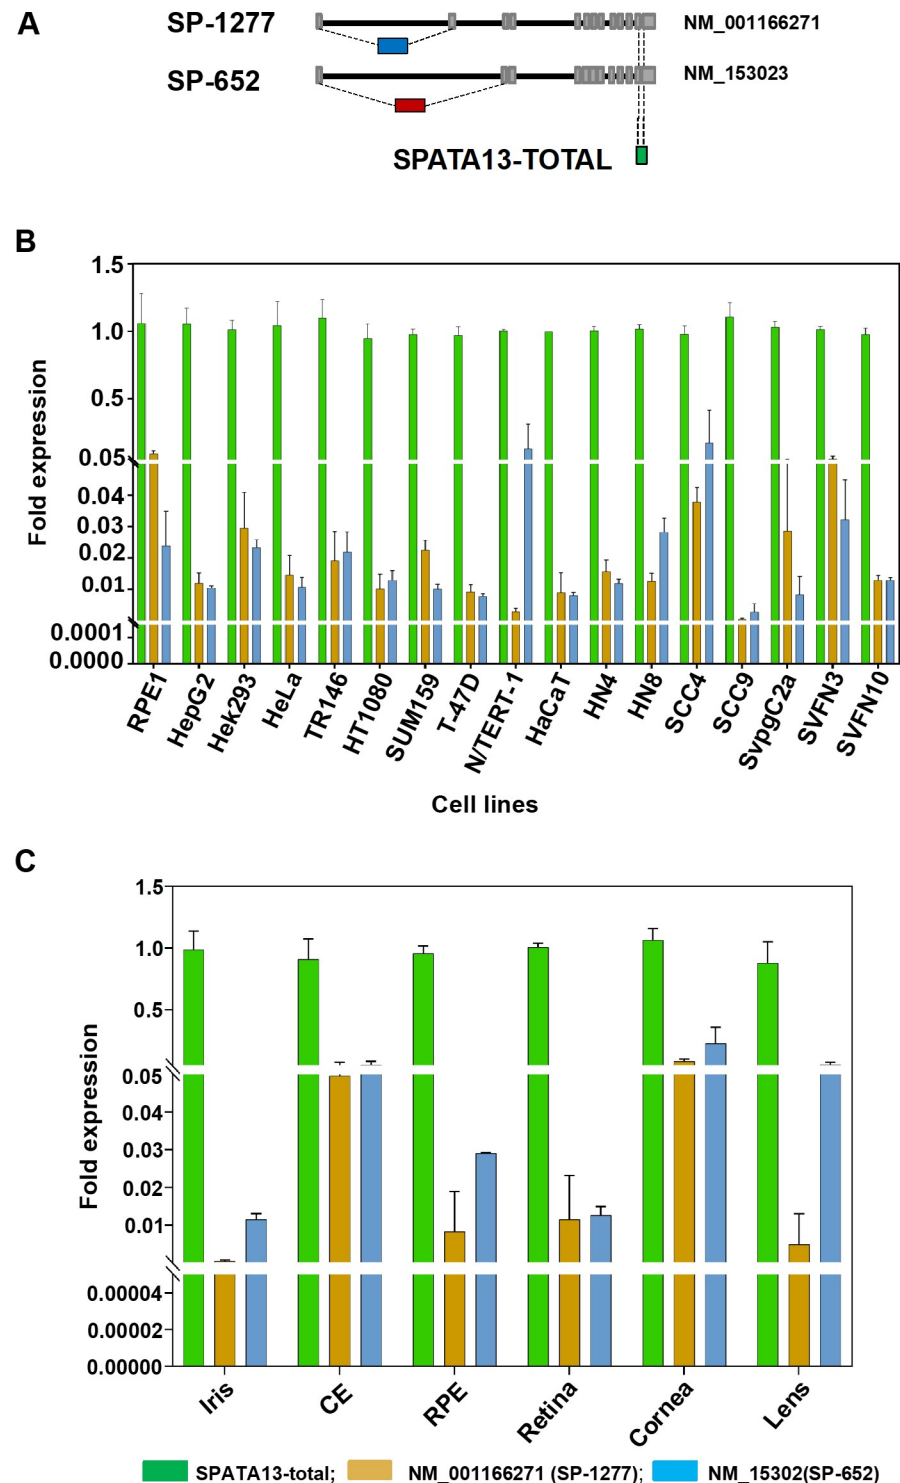 A
SP-1277
NM_001166271
SP-652
NM_153023
SPATA13-TOTAL
B
Fold expression
1.5
1.0
0.5
0.05
0.04
0.03
0.02
0.01
0.0001
0.0000
RPE1
HepG2
Hek293
HeLa
TR146
HT1080
SUM159
T-47D
N/TERT-1
HaCaT
HN4
HN8
SCC4
SCC9
SvpgC2a
SVFN3
SVFN10
Cell lines
C
Fold expression
1.5
1.0
0.5
0.05
0.04
0.03
0.02
0.01
0.00004
0.00002
0.00000
Iris
CE
RPE
Retina
Cornea
Lens
SPATA13-total; NM_001166271 (SP-1277); NM_15302(SP-652)